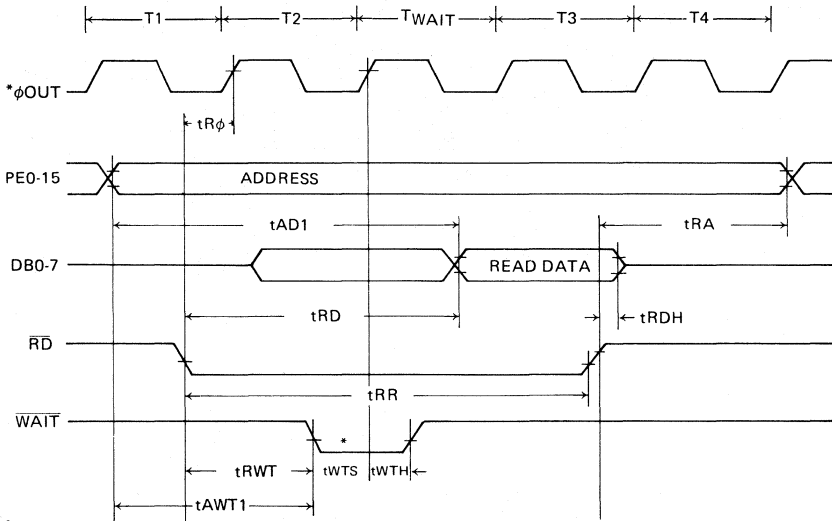 T1 T2 TWAIT T3 T4
*φOUT
tRφ
PE0-15 ADDRESS
tAD1 tRA
DB0-7 READ DATA
tRD tRDH
RD
tRR
WAIT *
tRWT tWTS tWTH
tAWT1